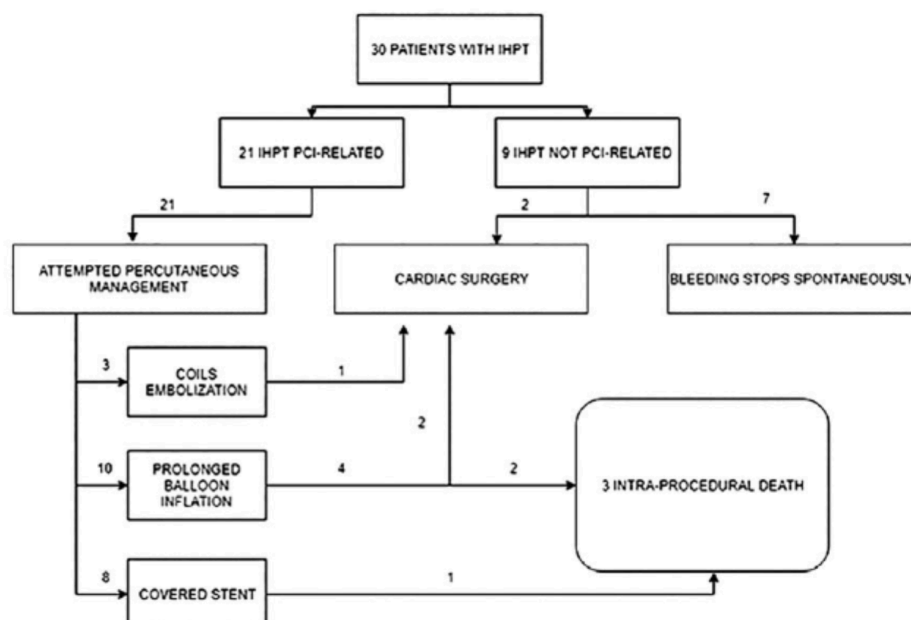 30 PATIENTS WITH IHPT
21 IHPT PCI-RELATED
9 IHPT NOT PCI-RELATED
21
2
7
ATTEMPTED PERCUTANEOUS
MANAGEMENT
CARDIAC SURGERY
BLEEDING STOPS SPONTANEOUSLY
3
COILS
EMBOLIZATION
1
2
10
PROLONGED
BALLOON
INFLATION
4
2
3 INTRA-PROCEDURAL DEATH
8
COVERED STENT
1